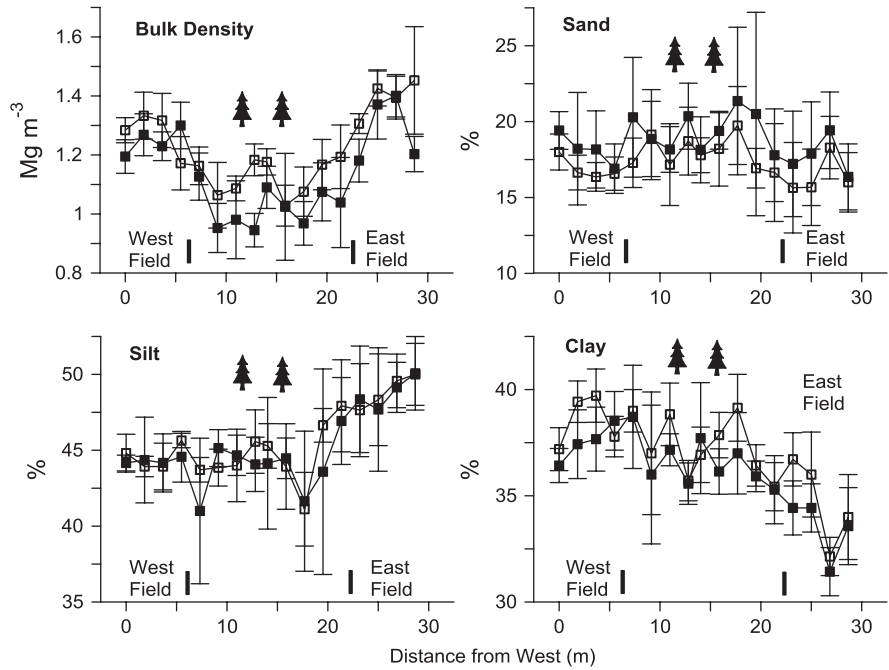 Bulk Density
Mg m-3
1.6
1.4
1.2
1
0.8
West
Field
East
Field
0
10
20
30
Sand
%
25
20
15
10
West
Field
East
Field
0
10
20
30
Silt
%
50
45
40
35
West
Field
East
Field
0
10
20
30
Clay
%
40
35
30
East
Field
West
Field
0
10
20
30
Distance from West (m)